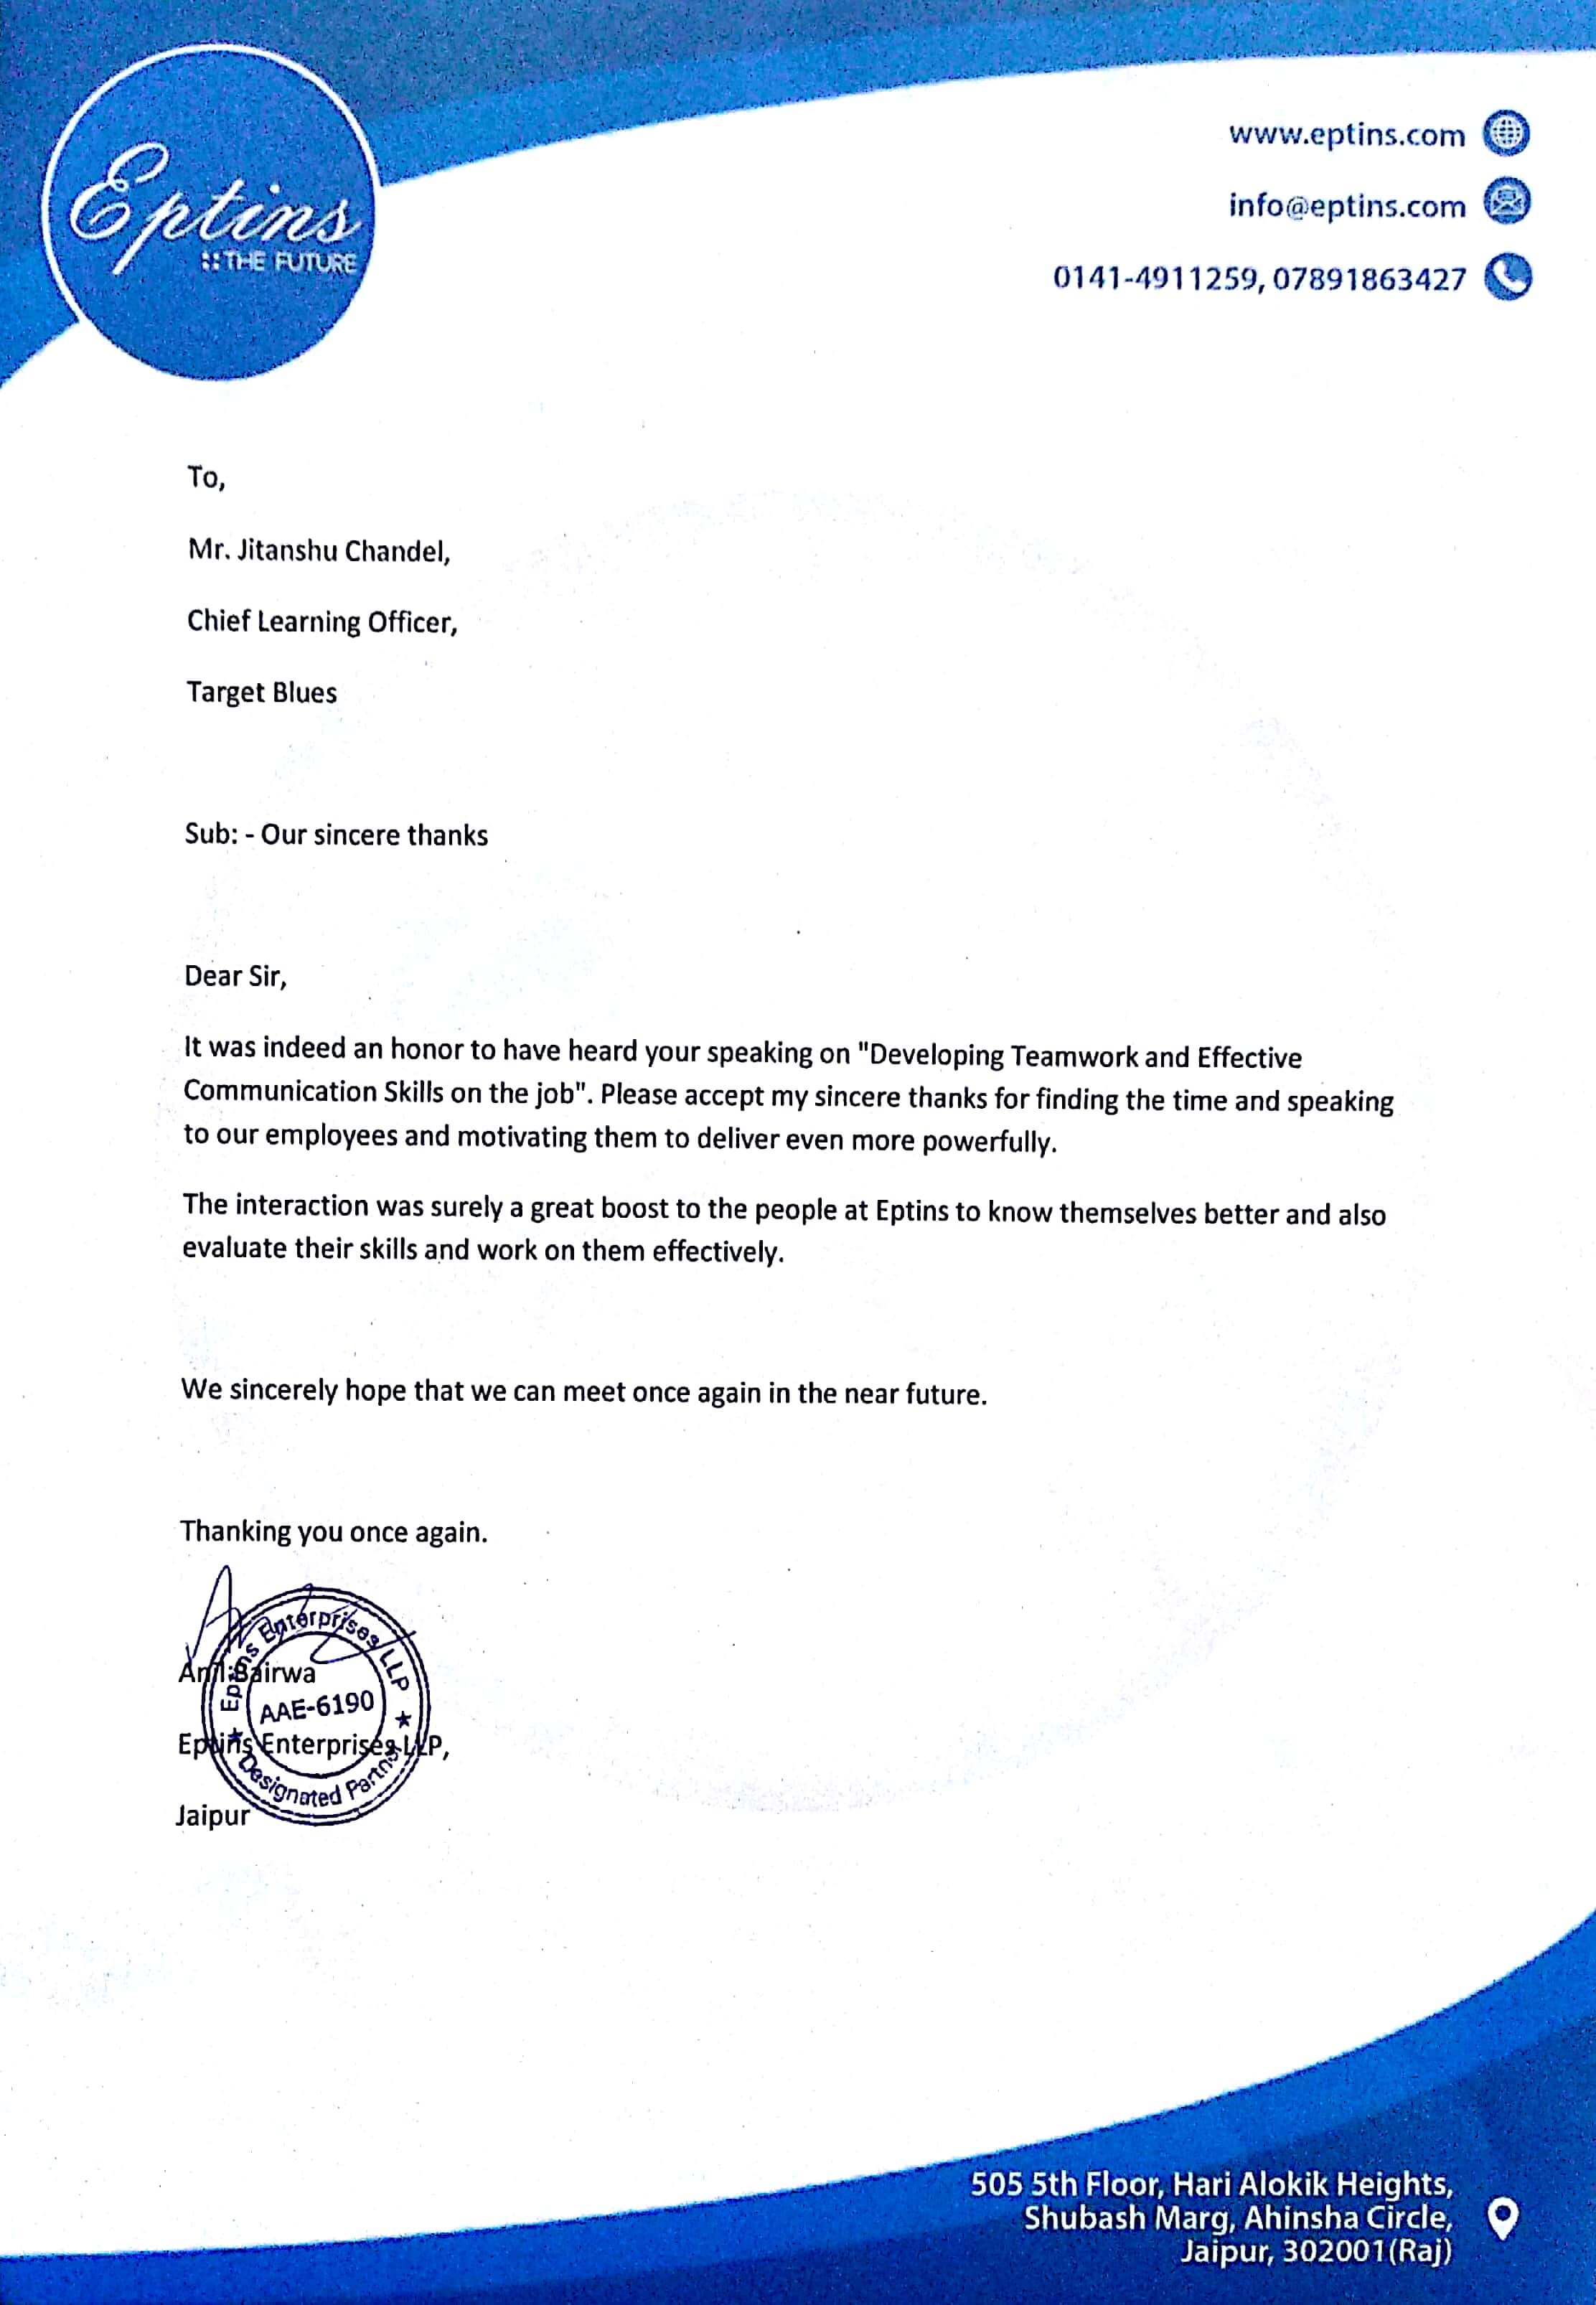 Eptins
::THE FUTURE
www.eptins.com
info@eptins.com
0141-4911259, 07891863427
To,
Mr. Jitanshu Chandel,
Chief Learning Officer,
Target Blues
Sub: - Our sincere thanks
Dear Sir,
It was indeed an honor to have heard your speaking on "Developing Teamwork and Effective
Communication Skills on the job". Please accept my sincere thanks for finding the time and speaking
to our employees and motivating them to deliver even more powerfully.
The interaction was surely a great boost to the people at Eptins to know themselves better and also
evaluate their skills and work on them effectively.
We sincerely hope that we can meet once again in the near future.
Thanking you once again.
Eptins Enterprises LLP
Anil Bairwa
AAE-6190
Eptins Enterprises LLP,
Designated Partner
Jaipur
505 5th Floor, Hari Alokik Heights,
Shubash Marg, Ahinsha Circle,
Jaipur, 302001(Raj)